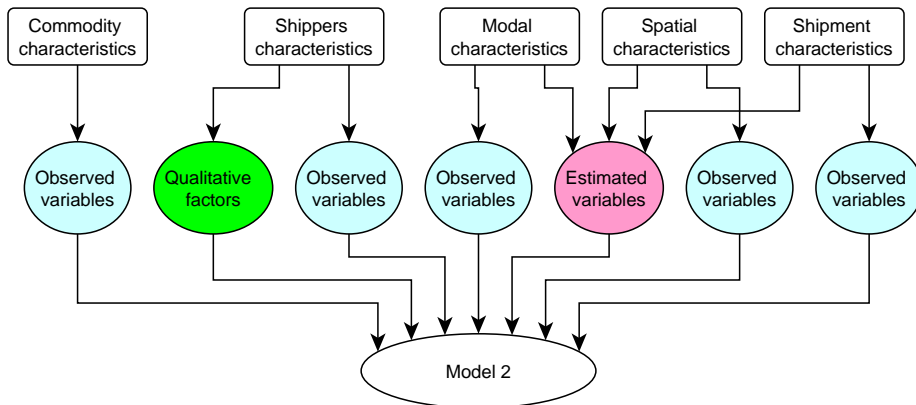 Commodity
characteristics
Shippers
characteristics
Modal
characteristics
Spatial
characteristics
Shipment
characteristics
Observed
variables
Qualitative
factors
Observed
variables
Observed
variables
Estimated
variables
Observed
variables
Observed
variables
Model 2